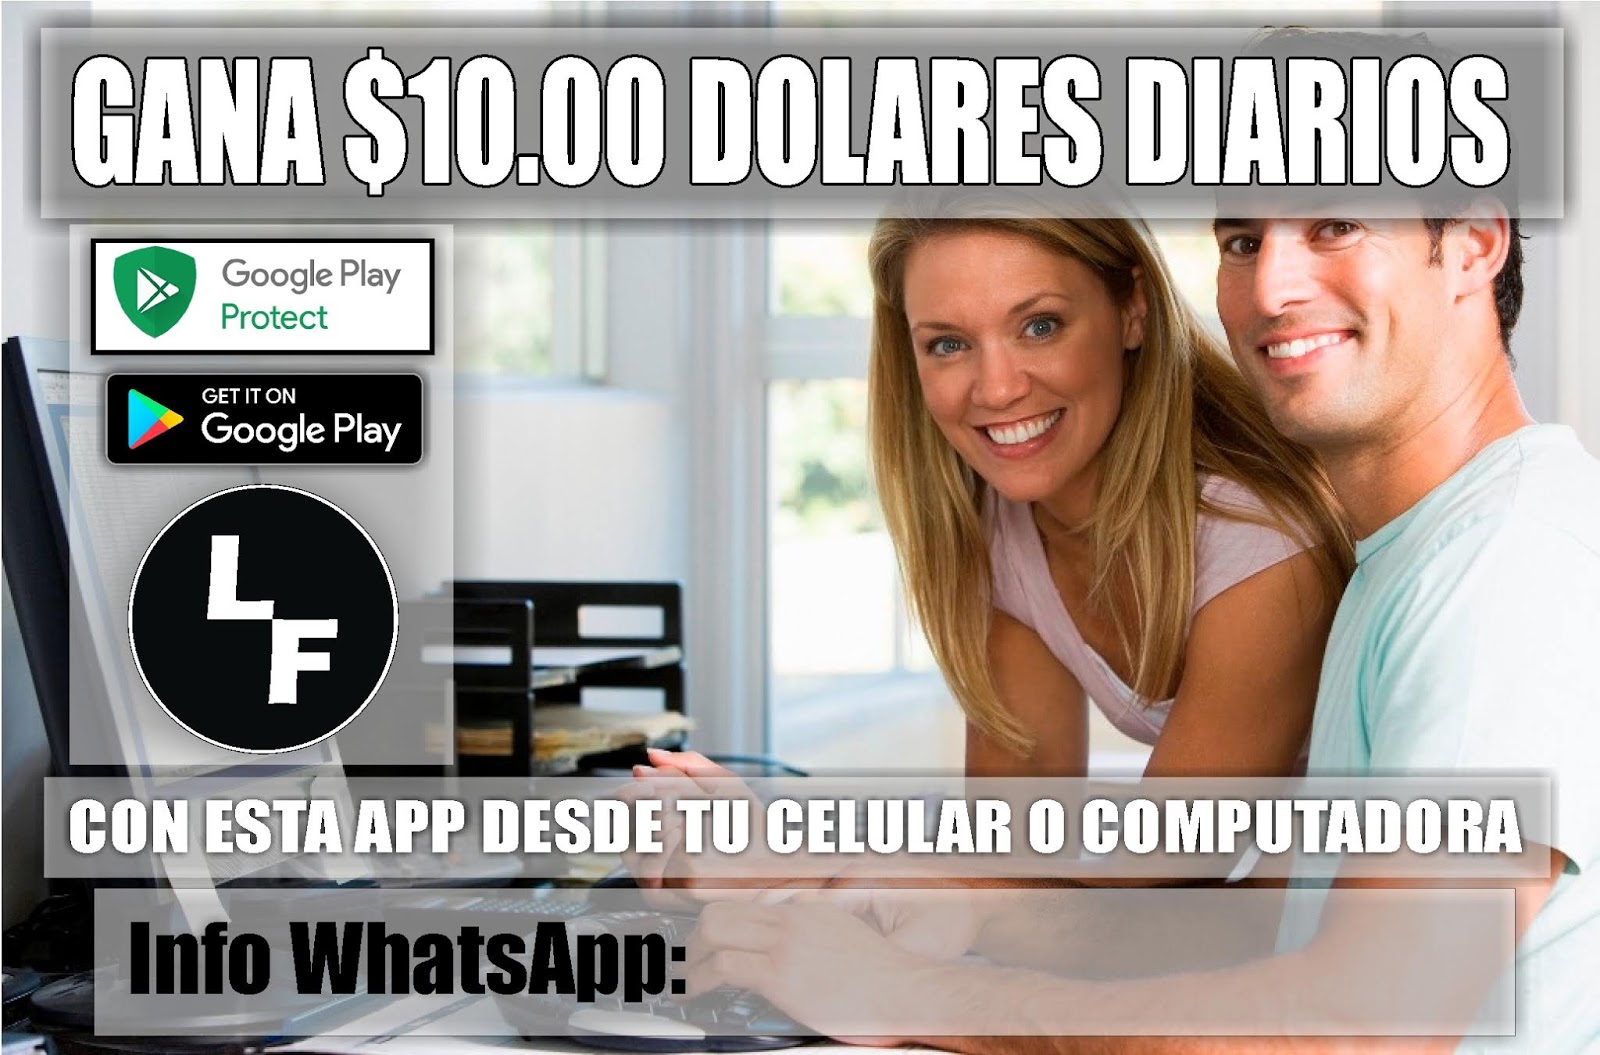 GANA $10.00 DOLARES DIARIOS
Google Play
Protect
GET IT ON
Google Play
L
F
CON ESTA APP DESDE TU CELULAR O COMPUTADORA
Info WhatsApp: